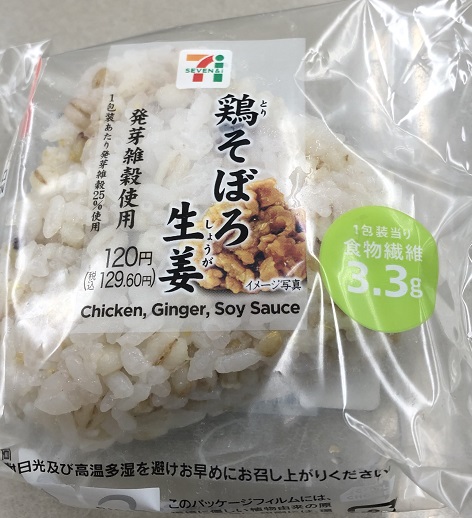 SEVEN&i
鶏そぼろ
とり
生姜
しょうが
発芽雑穀使用
1包装あたり発芽雑穀25%使用
120円
(税込129.60円)
イメージ写真
Chicken, Ginger, Soy Sauce
1包装当り
食物繊維
3.3g
日光及び高温多湿を避けお早めにお召し上がりください
このパッケージフィルムには、